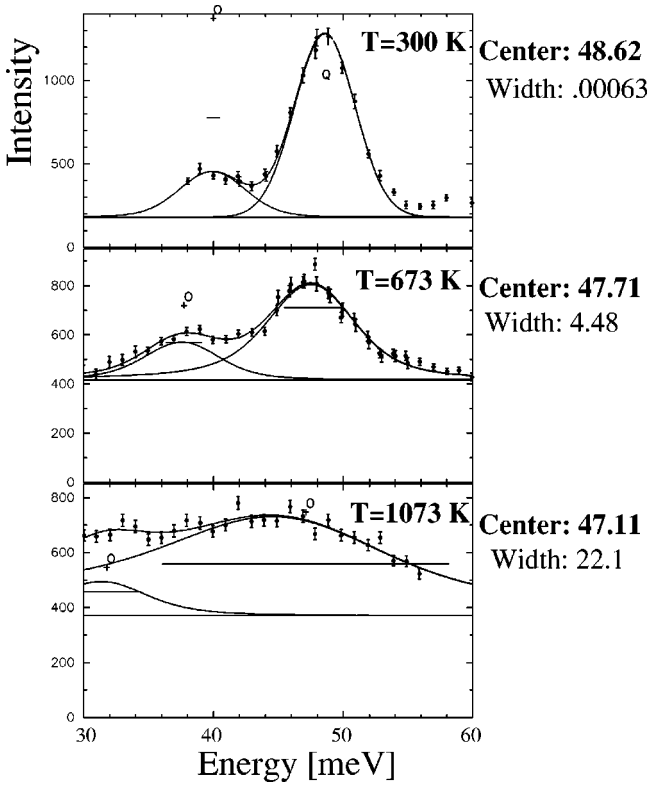 Intensity
T=300 K
Center: 48.62
Width: .00063
1000
500
0
T=673 K
Center: 47.71
Width: 4.48
800
600
400
200
0
T=1073 K
Center: 47.11
Width: 22.1
800
600
400
200
0
30
40
50
60
Energy [meV]